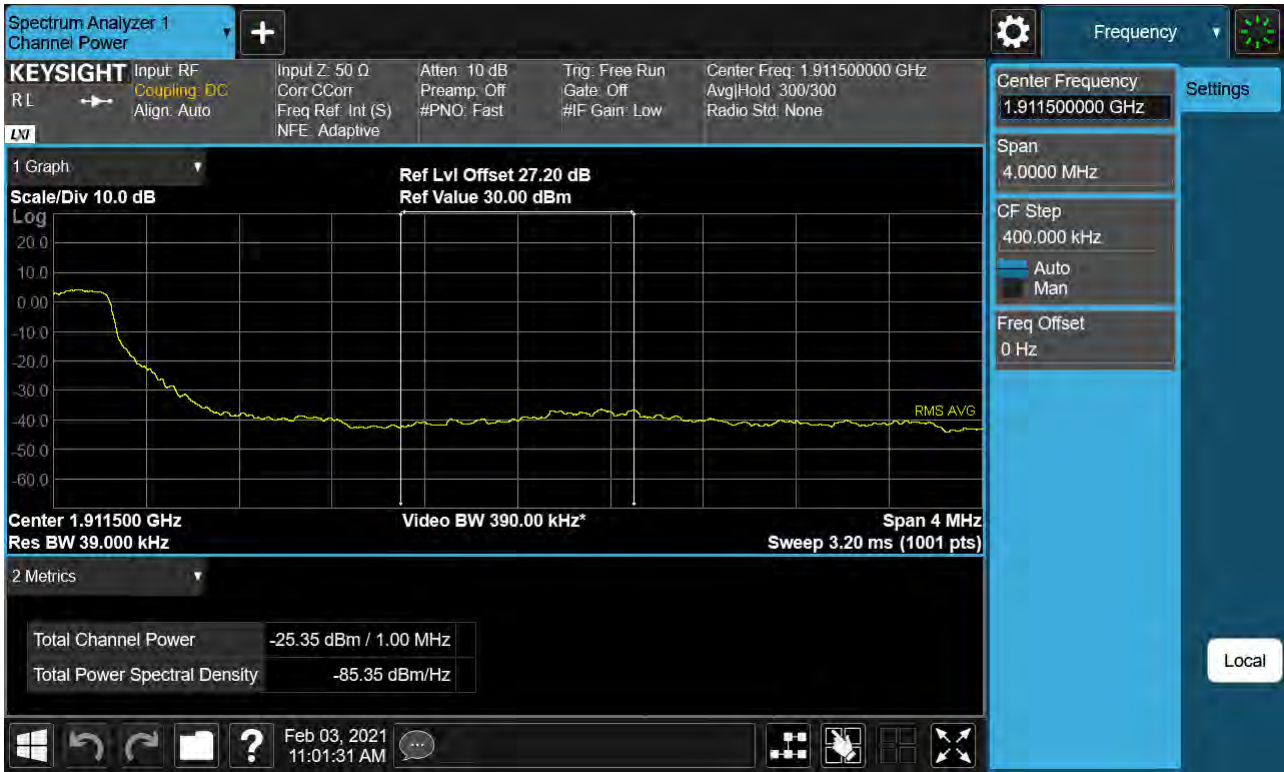 Spectrum Analyzer 1
Channel Power
+
Frequency
KEYSIGHT
RL
LXI
Input: RF
Coupling: DC
Align: Auto
Input Z: 50 Ω
Corr CCorr
Freq Ref: Int (S)
NFE: Adaptive
Atten: 10 dB
Preamp: Off
#PNO: Fast
Trig: Free Run
Gate: Off
#IF Gain: Low
Center Freq: 1.911500000 GHz
Avg|Hold: 300/300
Radio Std: None
1 Graph
Scale/Div 10.0 dB
Ref Lvl Offset 27.20 dB
Ref Value 30.00 dBm
Log
20.0
10.0
0.00
-10.0
-20.0
-30.0
-40.0
-50.0
-60.0
RMS AVG
Center 1.911500 GHz
Video BW 390.00 kHz*
Span 4 MHz
Res BW 39.000 kHz
Sweep 3.20 ms (1001 pts)
2 Metrics
Total Channel Power -25.35 dBm / 1.00 MHz
Total Power Spectral Density -85.35 dBm/Hz
Center Frequency
1.911500000 GHz
Settings
Span
4.0000 MHz
CF Step
400.000 kHz
Auto
Man
Freq Offset
0 Hz
Local
?
Feb 03, 2021
11:01:31 AM